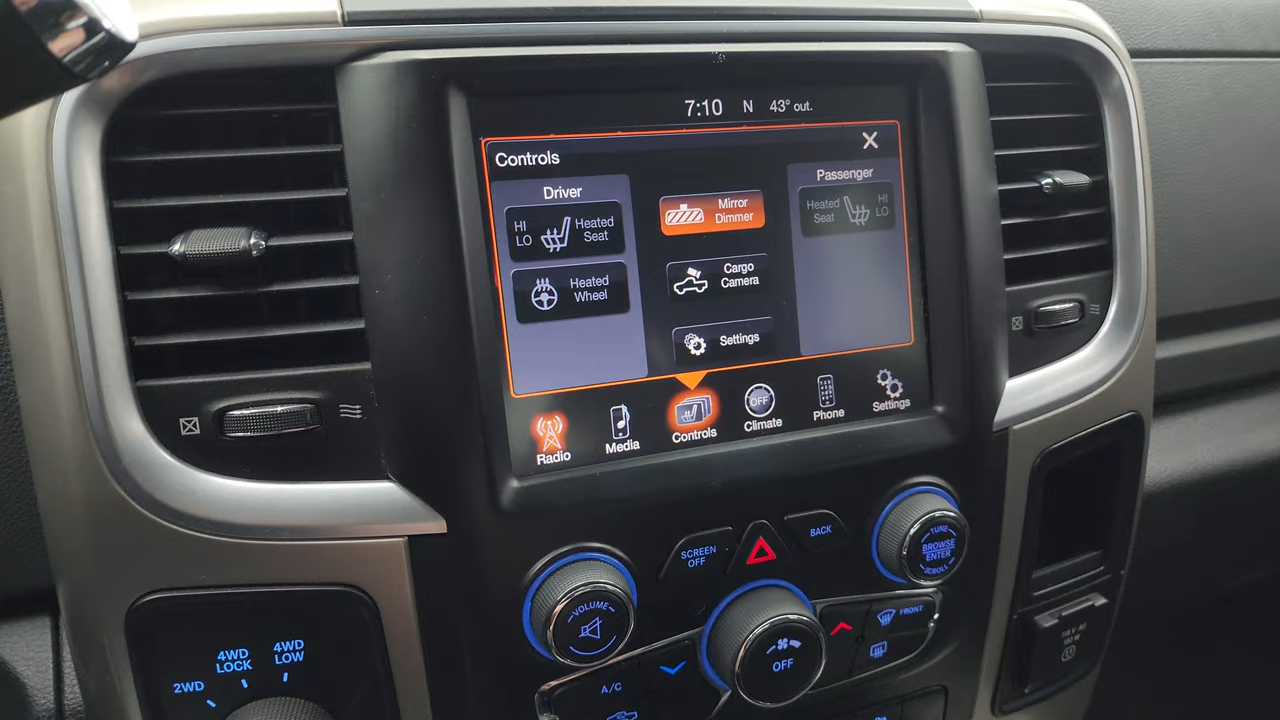 7:10 N 43° out.
Controls
X
Driver
HI
LO
Heated
Seat
Heated
Wheel
Mirror
Dimmer
Cargo
Camera
Settings
Passenger
Heated
Seat
HI
LO
Radio
Media
Controls
OFF
Climate
Phone
Settings
SCREEN
OFF
BACK
TUNE
BROWSE
ENTER
SCROLL
VOLUME
OFF
FRONT
A/C
2WD
4WD
LOCK
4WD
LOW